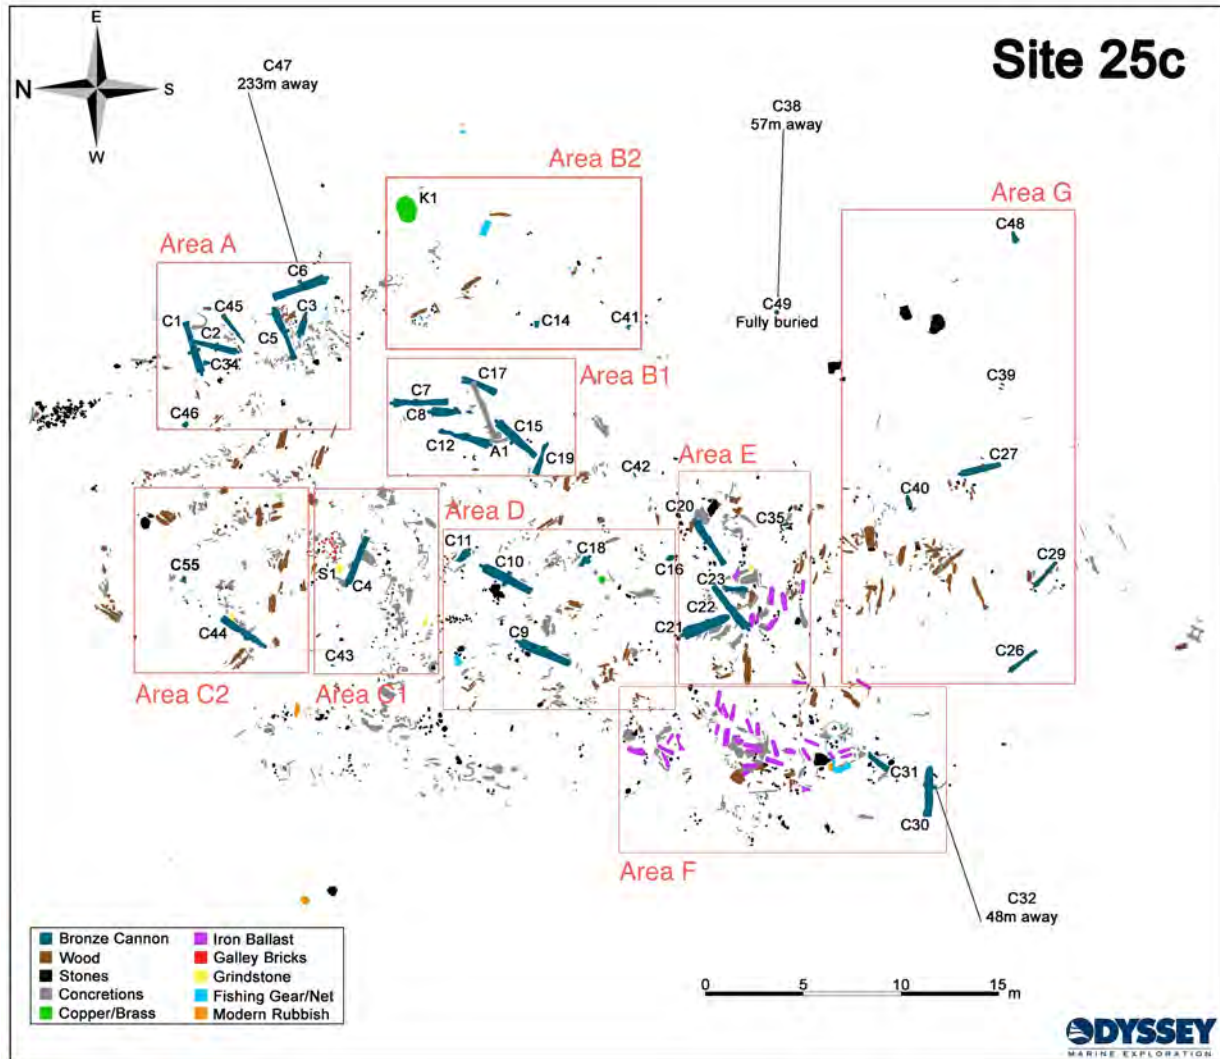 E
N
S
W
Site 25c
C47
233m away
C38
57m away
Area B2
K1
Area G
C48
Area A
C6
C45
C3
C1
C2
C5
C34
C14
C41
C49
Fully buried
C46
Area B1
C17
C7
C8
C15
C12
A1
C19
C39
C42
Area E
C27
C20
C35
C40
Area D
C11
C10
C18
C16
C29
C55
S1
C4
C23
C22
C21
C44
C9
C43
C26
Area C2
Area C1
C31
C30
Area F
C32
48m away
Bronze Cannon
Wood
Stones
Concretions
Copper/Brass
Iron Ballast
Galley Bricks
Grindstone
Fishing Gear/Net
Modern Rubbish
0 5 10 15 m
ODYSSEY
MARINE EXPLORATION